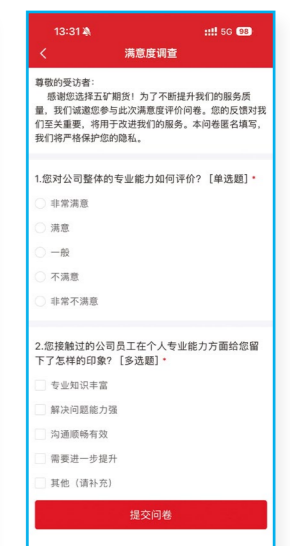 13:31
5G 98
满意度调查
尊敬的受访者：
感谢您选择五矿期货！为了不断提升我们的服务质
量，我们诚邀您参与此次满意度评价问卷。您的反馈对我
们至关重要，将用于改进我们的服务。本问卷匿名填写，
我们将严格保护您的隐私。
1.您对公司整体的专业能力如何评价？［单选题］*
非常满意
满意
一般
不满意
非常不满意
2.您接触过的公司员工在个人专业能力方面给您留
下了怎样的印象？［多选题］*
专业知识丰富
解决问题能力强
沟通顺畅有效
需要进一步提升
其他（请补充）
提交问卷